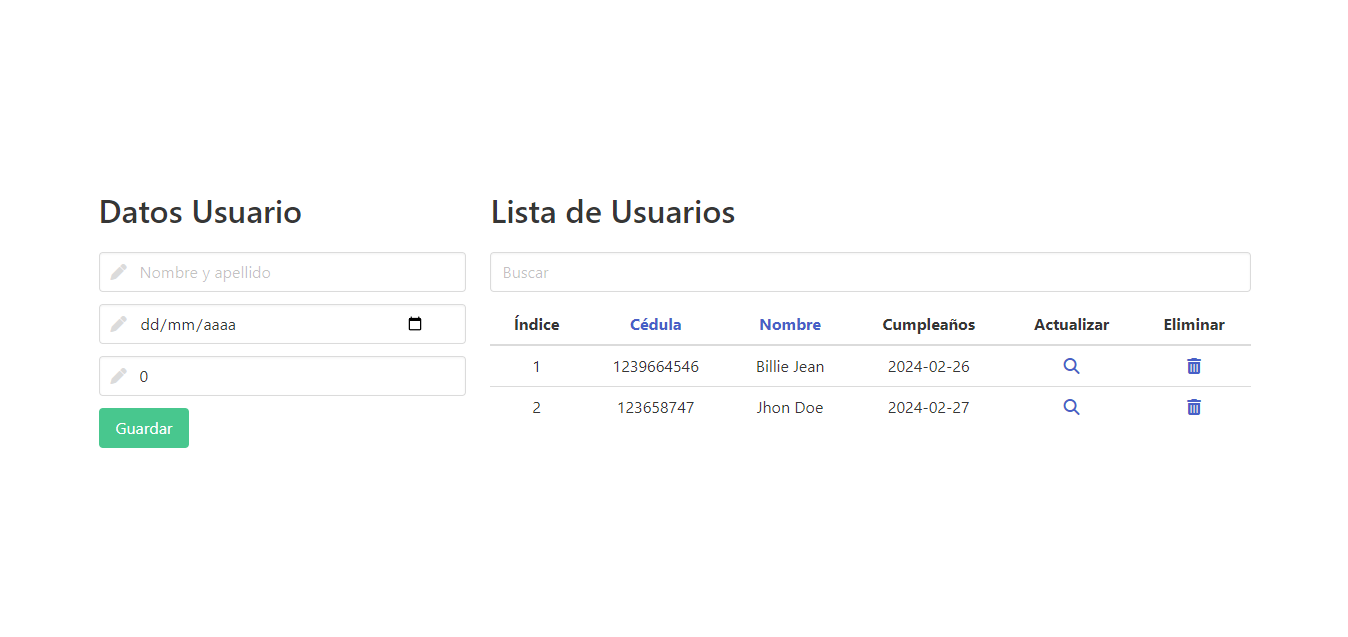 Datos Usuario
Nombre y apellido
dd/mm/aaaa
0
Guardar
Lista de Usuarios
Buscar
Índice Cédula Nombre Cumpleaños Actualizar Eliminar
1 1239664546 Billie Jean 2024-02-26
2 123658747 Jhon Doe 2024-02-27